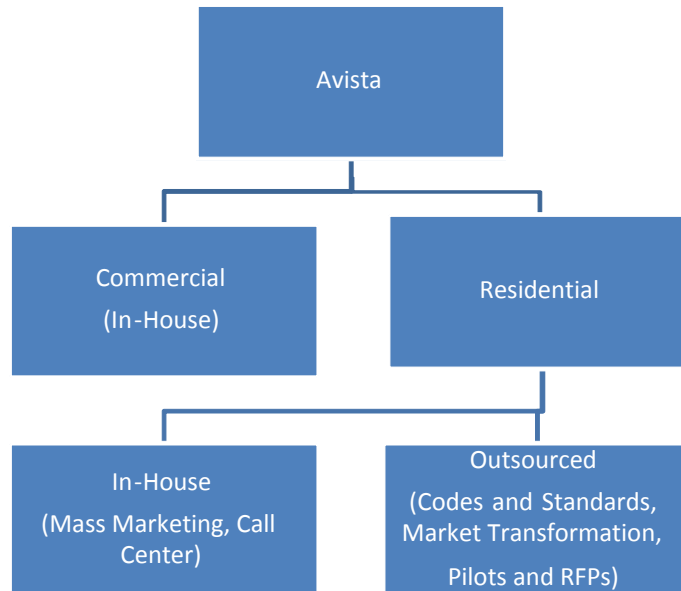 Avista
Commercial
(In-House)
Residential
In-House
(Mass Marketing, Call
Center)
Outsourced
(Codes and Standards,
Market Transformation,
Pilots and RFPs)